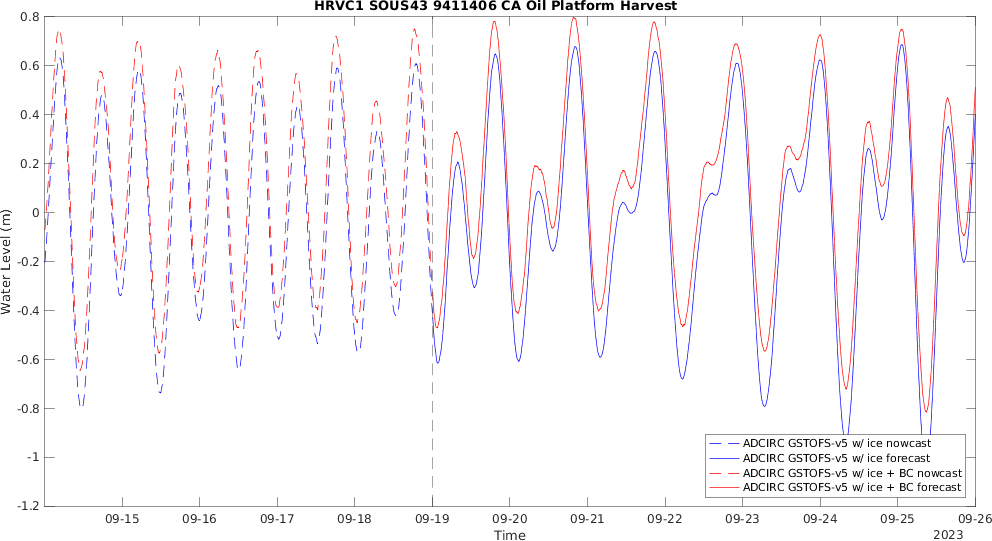 HRVC1 SOUS43 9411406 CA Oil Platform Harvest
0.8
0.6
0.4
0.2
0
-0.2
-0.4
-0.6
-0.8
-1
-1.2
Water Level (m)
ADCIRC GSTOFS-v5 w/ ice nowcast
ADCIRC GSTOFS-v5 w/ ice forecast
ADCIRC GSTOFS-v5 w/ ice + BC nowcast
ADCIRC GSTOFS-v5 w/ ice + BC forecast
09-15 09-16 09-17 09-18 09-19 09-20 09-21 09-22 09-23 09-24 09-25 09-26
Time
2023